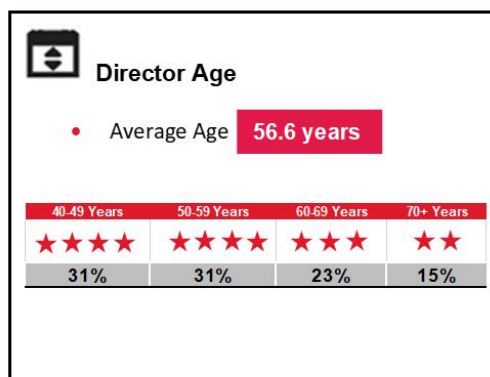 Director Age
• Average Age 56.6 years
40-49 Years 50-59 Years 60-69 Years 70+ Years
★★★★ ★★★★ ★★★ ★★
31% 31% 23% 15%